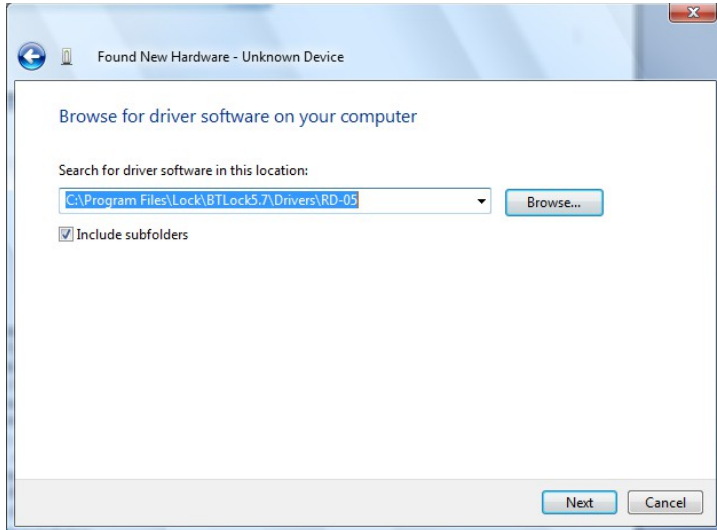 x
Found New Hardware - Unknown Device
Browse for driver software on your computer
Search for driver software in this location:
C:\Program Files\Lock\BTLock5.7\Drivers\RD-05
Browse...
Include subfolders
Next
Cancel